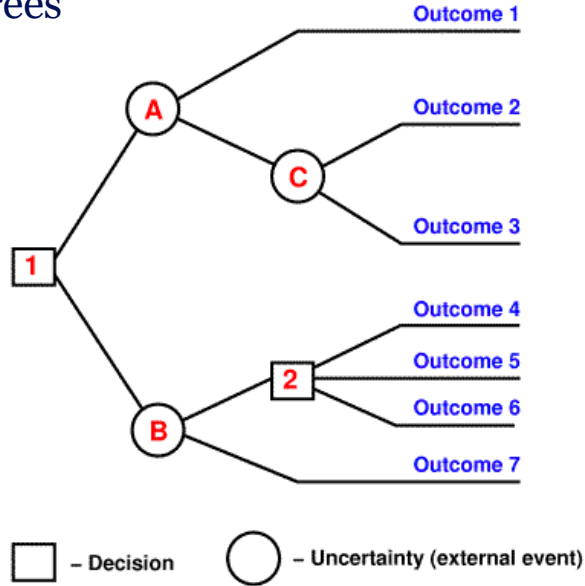 Outcome 1
A
Outcome 2
C
Outcome 3
1
Outcome 4
2
Outcome 5
Outcome 6
B
Outcome 7
– Decision
– Uncertainty (external event)